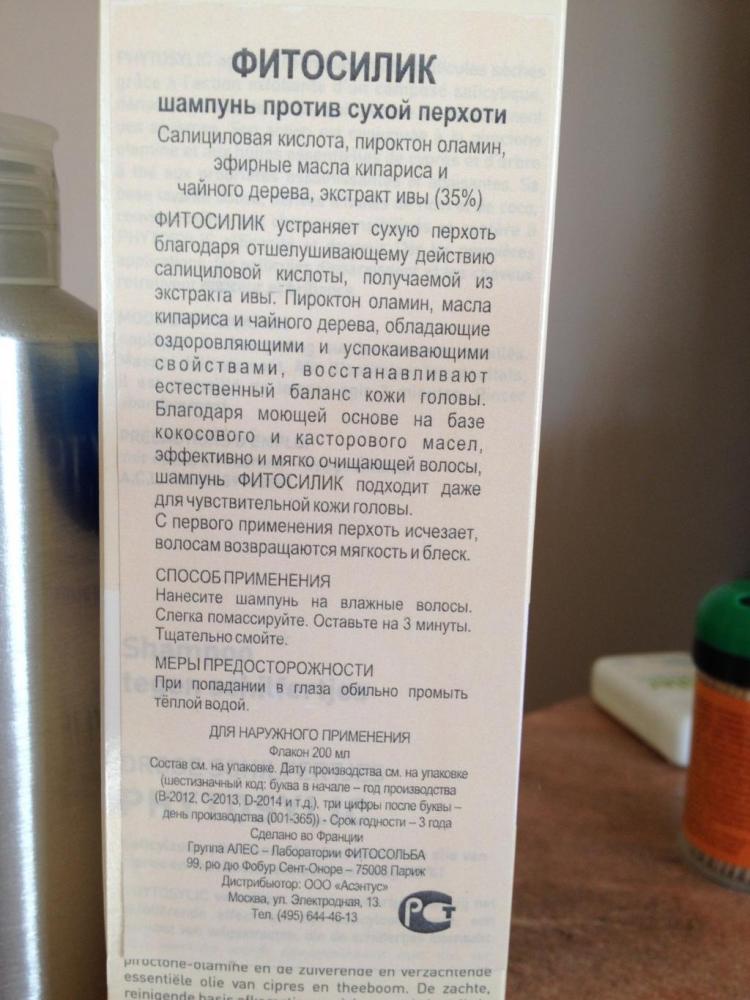 ФИТОСИЛИК
шампунь против сухой перхоти
Салициловая кислота, пироктон оламин,
эфирные масла кипариса и
чайного дерева, экстракт ивы (35%)
ФИТОСИЛИК устраняет сухую перхоть
благодаря отшелушивающему действию
салициловой кислоты, получаемой из
экстракта ивы. Пироктон оламин, масла
кипариса и чайного дерева, обладающие
оздоровляющими и успокаивающими
свойствами, восстанавливают
естественный баланс кожи головы.
Благодаря моющей основе на базе
кокосового и касторового масел,
эффективно и мягко очищающей волосы,
шампунь ФИТОСИЛИК подходит даже
для чувствительной кожи головы.
С первого применения перхоть исчезает,
волосам возвращаются мягкость и блеск.
СПОСОБ ПРИМЕНЕНИЯ
Нанесите шампунь на влажные волосы.
Слегка помассируйте. Оставьте на 3 минуты.
Тщательно смойте.
МЕРЫ ПРЕДОСТОРОЖНОСТИ
При попадании в глаза обильно промыть
тёплой водой.
ДЛЯ НАРУЖНОГО ПРИМЕНЕНИЯ
Флакон 200 мл
Состав см. на упаковке. Дату производства см. на упаковке
(шестизначный код: буква в начале – год производства
(B-2012, C-2013, D-2014 и т.д.), три цифры после буквы –
день производства (001-365)) - Срок годности – 3 года
Сделано во Франции
Группа АЛЕС – Лаборатории ФИТОСОЛЬБА
99, рю дю Фобур Сент-Оноре – 75008 Париж
Дистрибьютор: ООО «Асэнтус»
Москва, ул. Электродная, 13.
Тел. (495) 644-46-13
РСТ
piroctone-olamine en de zuiverende en verzachtende
essentiële olie van cipres en theeboom. De zachte,